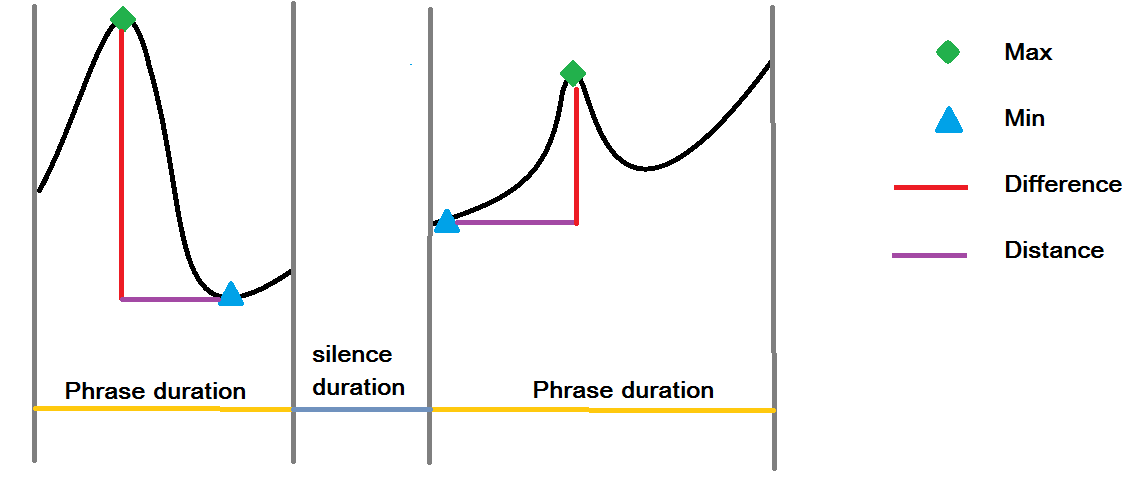 Max
Min
Difference
Distance
silence
duration
Phrase duration
Phrase duration